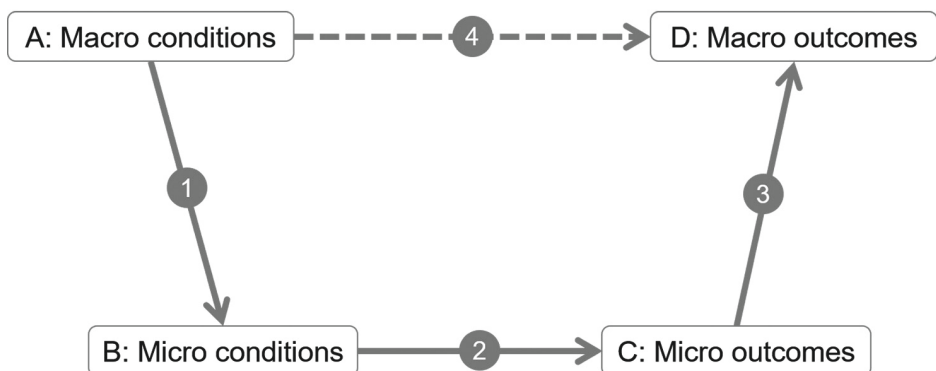 A: Macro conditions
4
D: Macro outcomes
1
3
B: Micro conditions
2
C: Micro outcomes